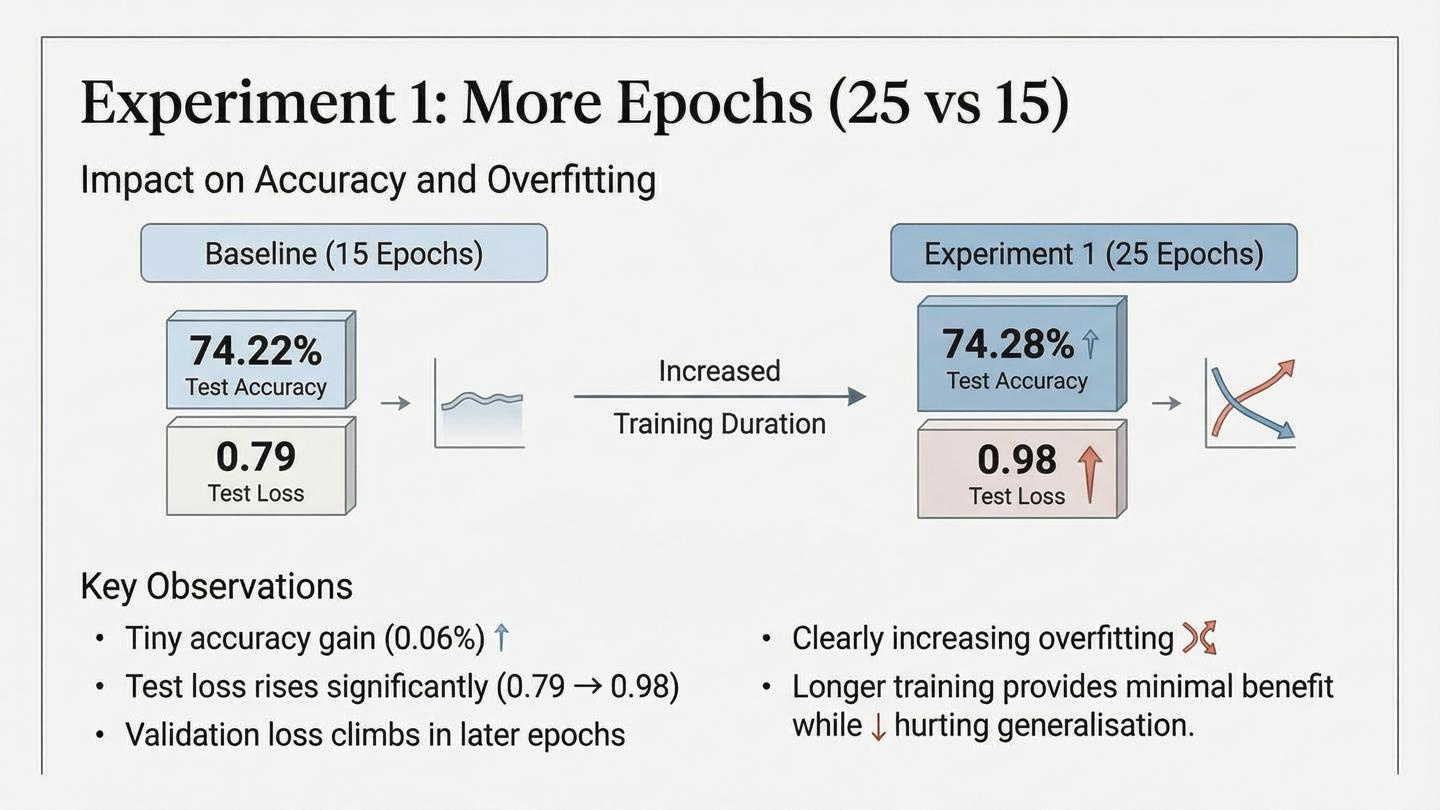 Experiment 1: More Epochs (25 vs 15)
Impact on Accuracy and Overfitting
Baseline (15 Epochs)
74.22%
Test Accuracy
0.79
Test Loss
Increased
Training Duration
Experiment 1 (25 Epochs)
74.28% ↑
Test Accuracy
0.98 ↑
Test Loss
Key Observations
• Tiny accuracy gain (0.06%) ↑
• Test loss rises significantly (0.79 → 0.98)
• Validation loss climbs in later epochs
• Clearly increasing overfitting
• Longer training provides minimal benefit
while ↓ hurting generalisation.